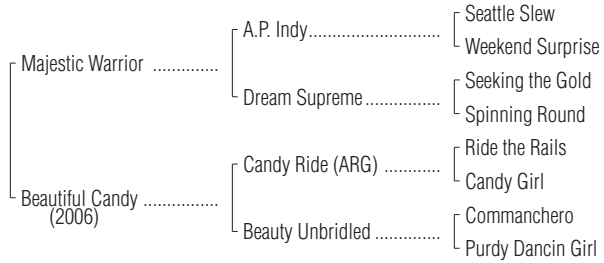 Seattle Slew
A.P. Indy............................
Weekend Surprise
Majestic Warrior ..............
Seeking the Gold
Dream Supreme................
Spinning Round
Ride the Rails
Candy Ride (ARG) ............
Candy Girl
Beautiful Candy ................
(2006)
Commanchero
Beauty Unbridled ..............
Purdy Dancin Girl